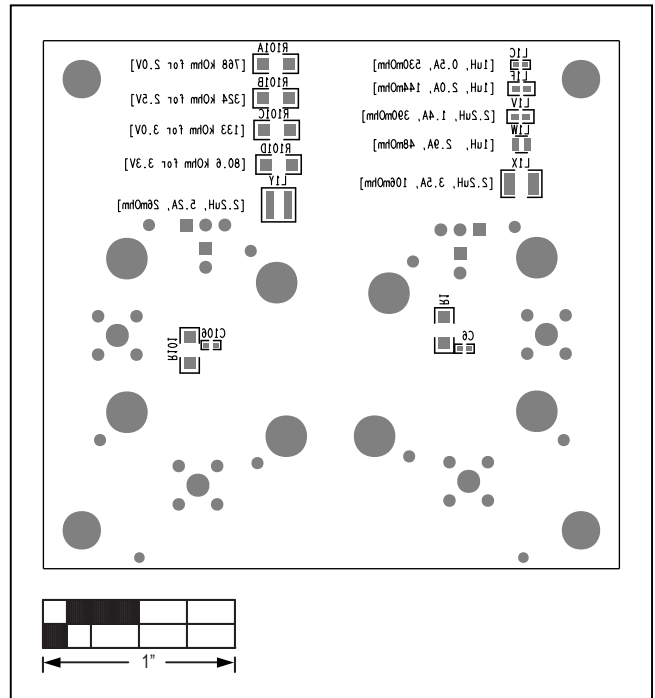 R101A
[768 kOhm for 2.0V]
R101B
[324 kOhm for 2.5V]
R101C
[133 kOhm for 3.0V]
R101D
[80.6 kOhm for 3.3V]
L1Y
[2.2uH, 5.2A, 26mOhm]
L1C
[1uH, 0.5A, 530mOhm]
L1F
[1uH, 2.0A, 144mOhm]
L1V
[2.2uH, 1.4A, 390mOhm]
L1W
[1uH, 2.9A, 48mOhm]
L1X
[2.2uH, 3.5A, 106mOhm]
R101
C106
R1
C6
1"